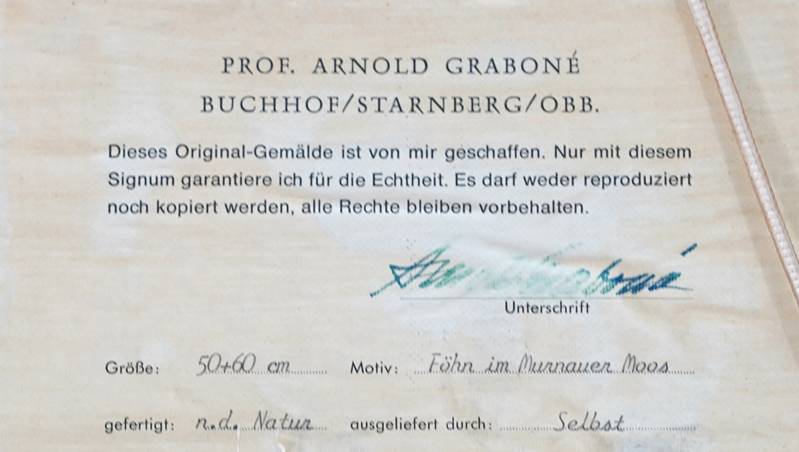 PROF. ARNOLD GRABONÉ
BUCHHOF/STARNBERG/OBB.
Dieses Original-Gemälde ist von mir geschaffen. Nur mit diesem
Signum garantiere ich für die Echtheit. Es darf weder reproduziert
noch kopiert werden, alle Rechte bleiben vorbehalten.
Unterschrift
Größe: 50+60 cm Motiv: Föhn im Murnauer Moos
gefertigt: n.d. Natur ausgeliefert durch: Selbst